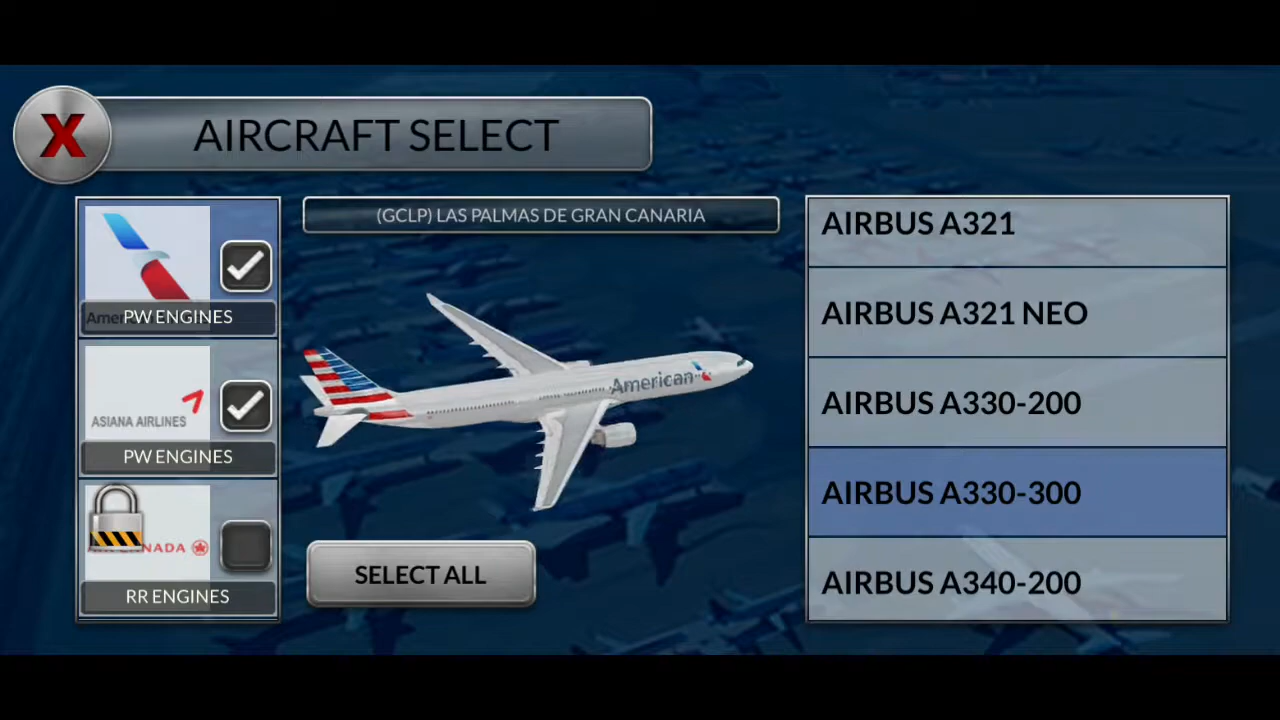 X
AIRCRAFT SELECT
(GCLP) LAS PALMAS DE GRAN CANARIA
PW ENGINES
ASIANA AIRLINES
PW ENGINES
RR ENGINES
American
SELECT ALL
AIRBUS A321
AIRBUS A321 NEO
AIRBUS A330-200
AIRBUS A330-300
AIRBUS A340-200